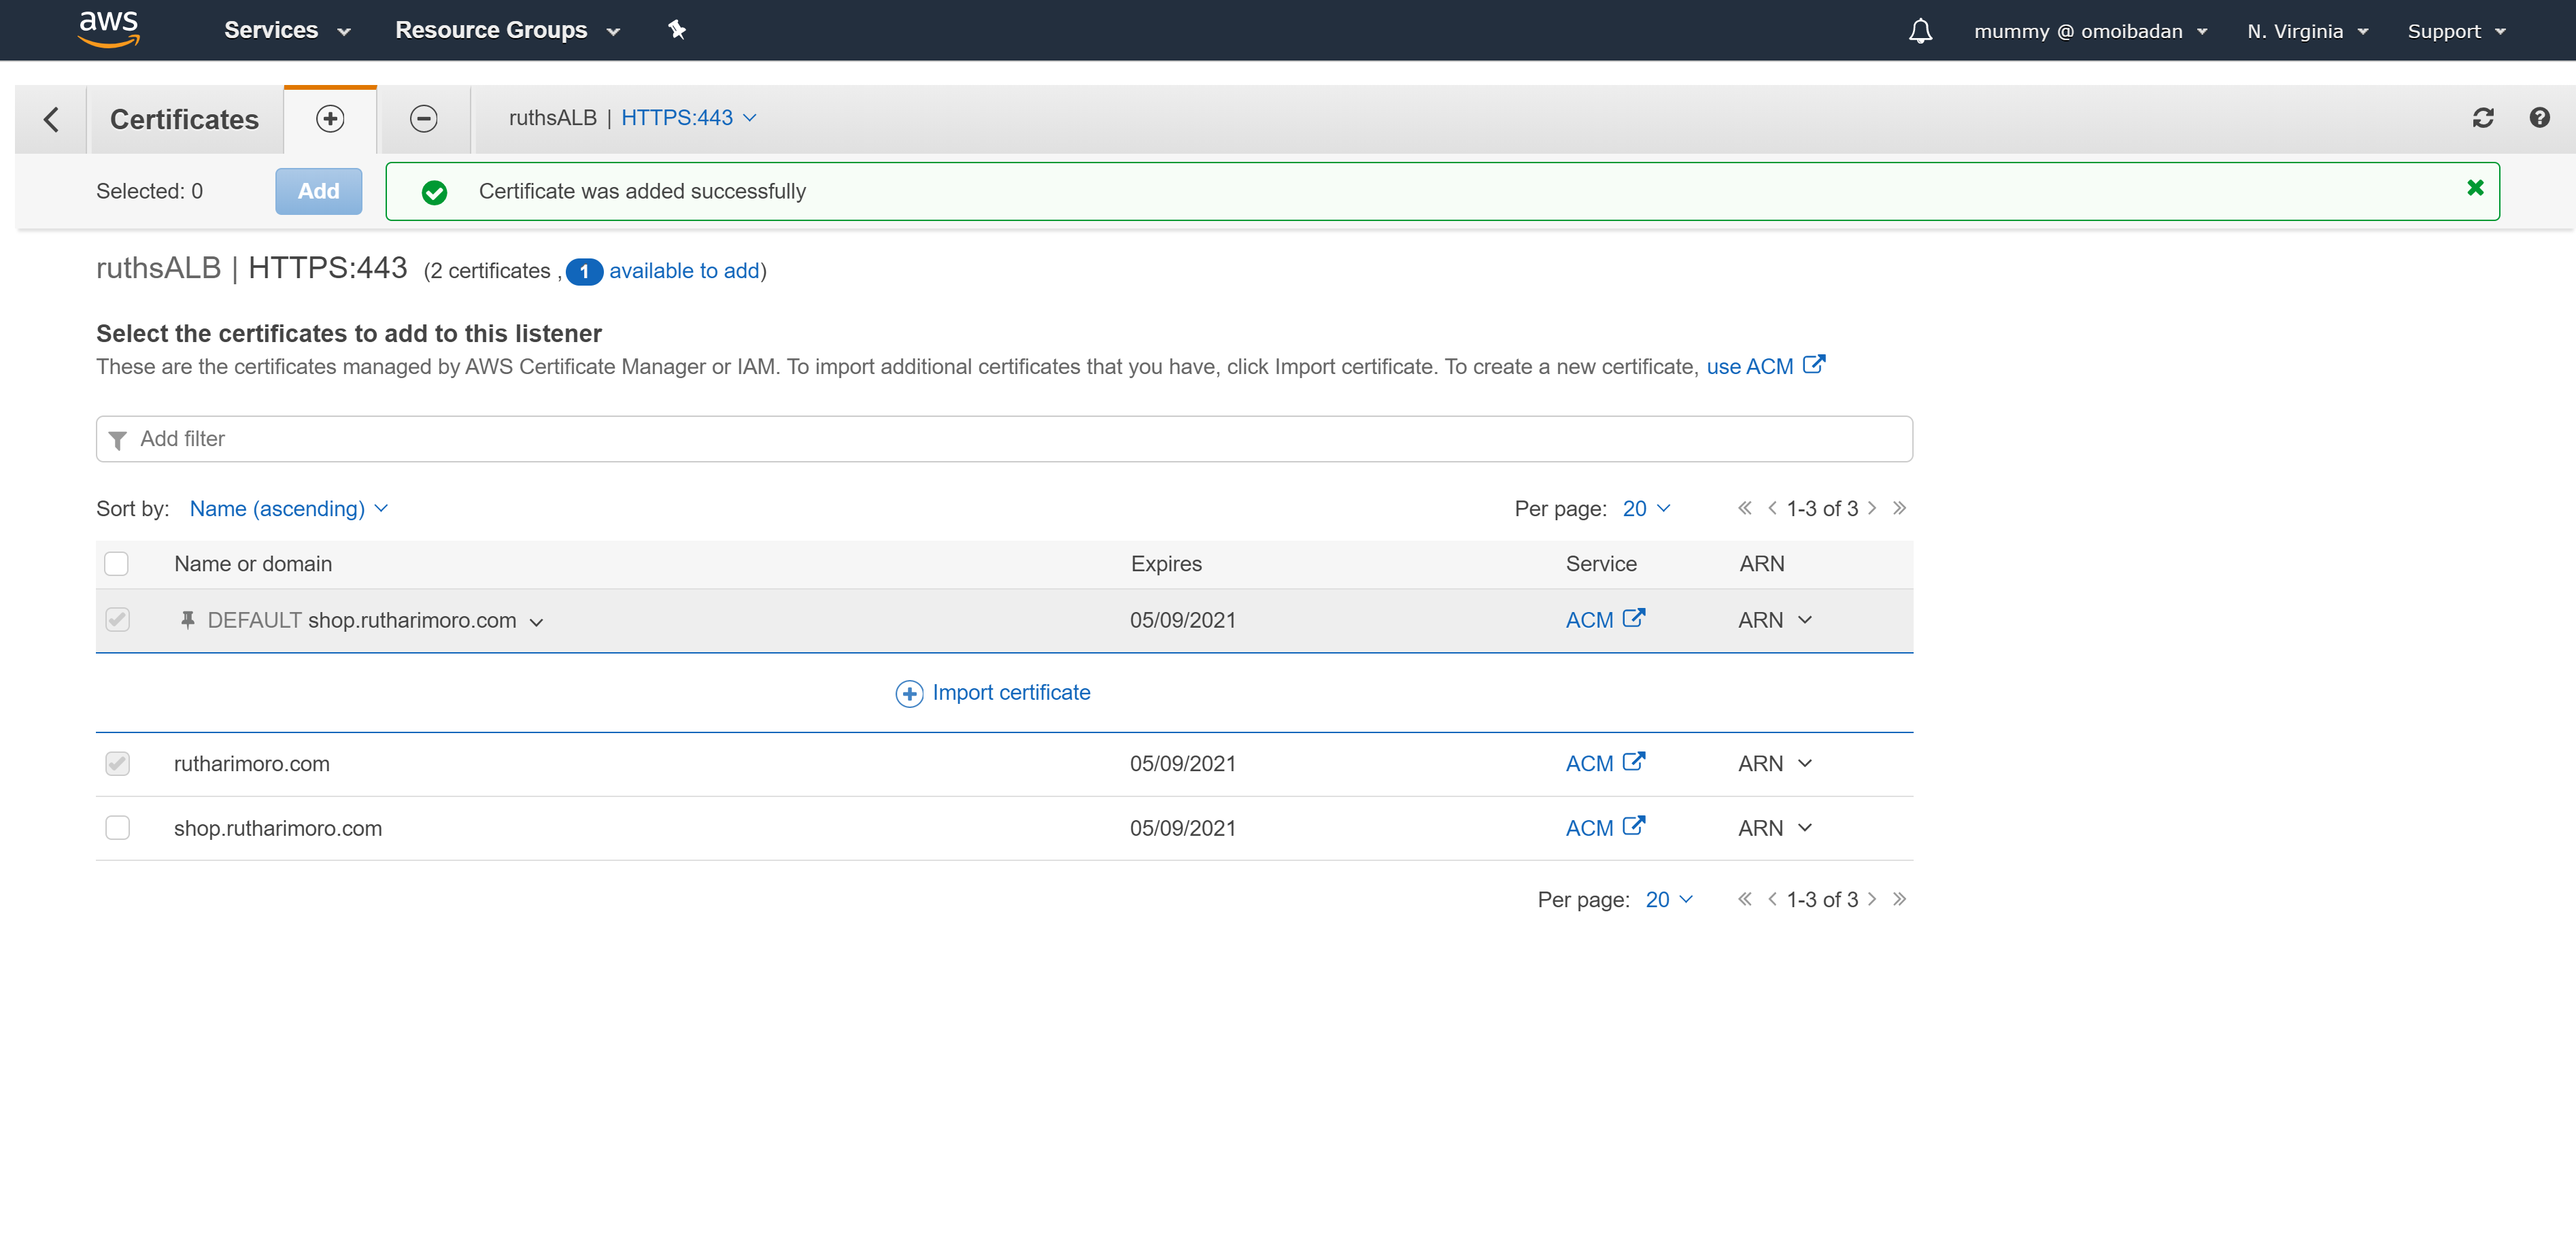 aws Services Resource Groups mummy @ omoibadan N. Virginia Support
Certificates ruthsALB | HTTPS:443
Selected: 0 Add Certificate was added successfully
ruthsALB | HTTPS:443 (2 certificates , 1 available to add)
Select the certificates to add to this listener
These are the certificates managed by AWS Certificate Manager or IAM. To import additional certificates that you have, click Import certificate. To create a new certificate, use ACM
Add filter
Sort by: Name (ascending) Per page: 20 « < 1-3 of 3 > »
Name or domain Expires Service ARN
DEFAULT shop.rutharimoro.com 05/09/2021 ACM ARN
Import certificate
rutharimoro.com 05/09/2021 ACM ARN
shop.rutharimoro.com 05/09/2021 ACM ARN
Per page: 20 « < 1-3 of 3 > »